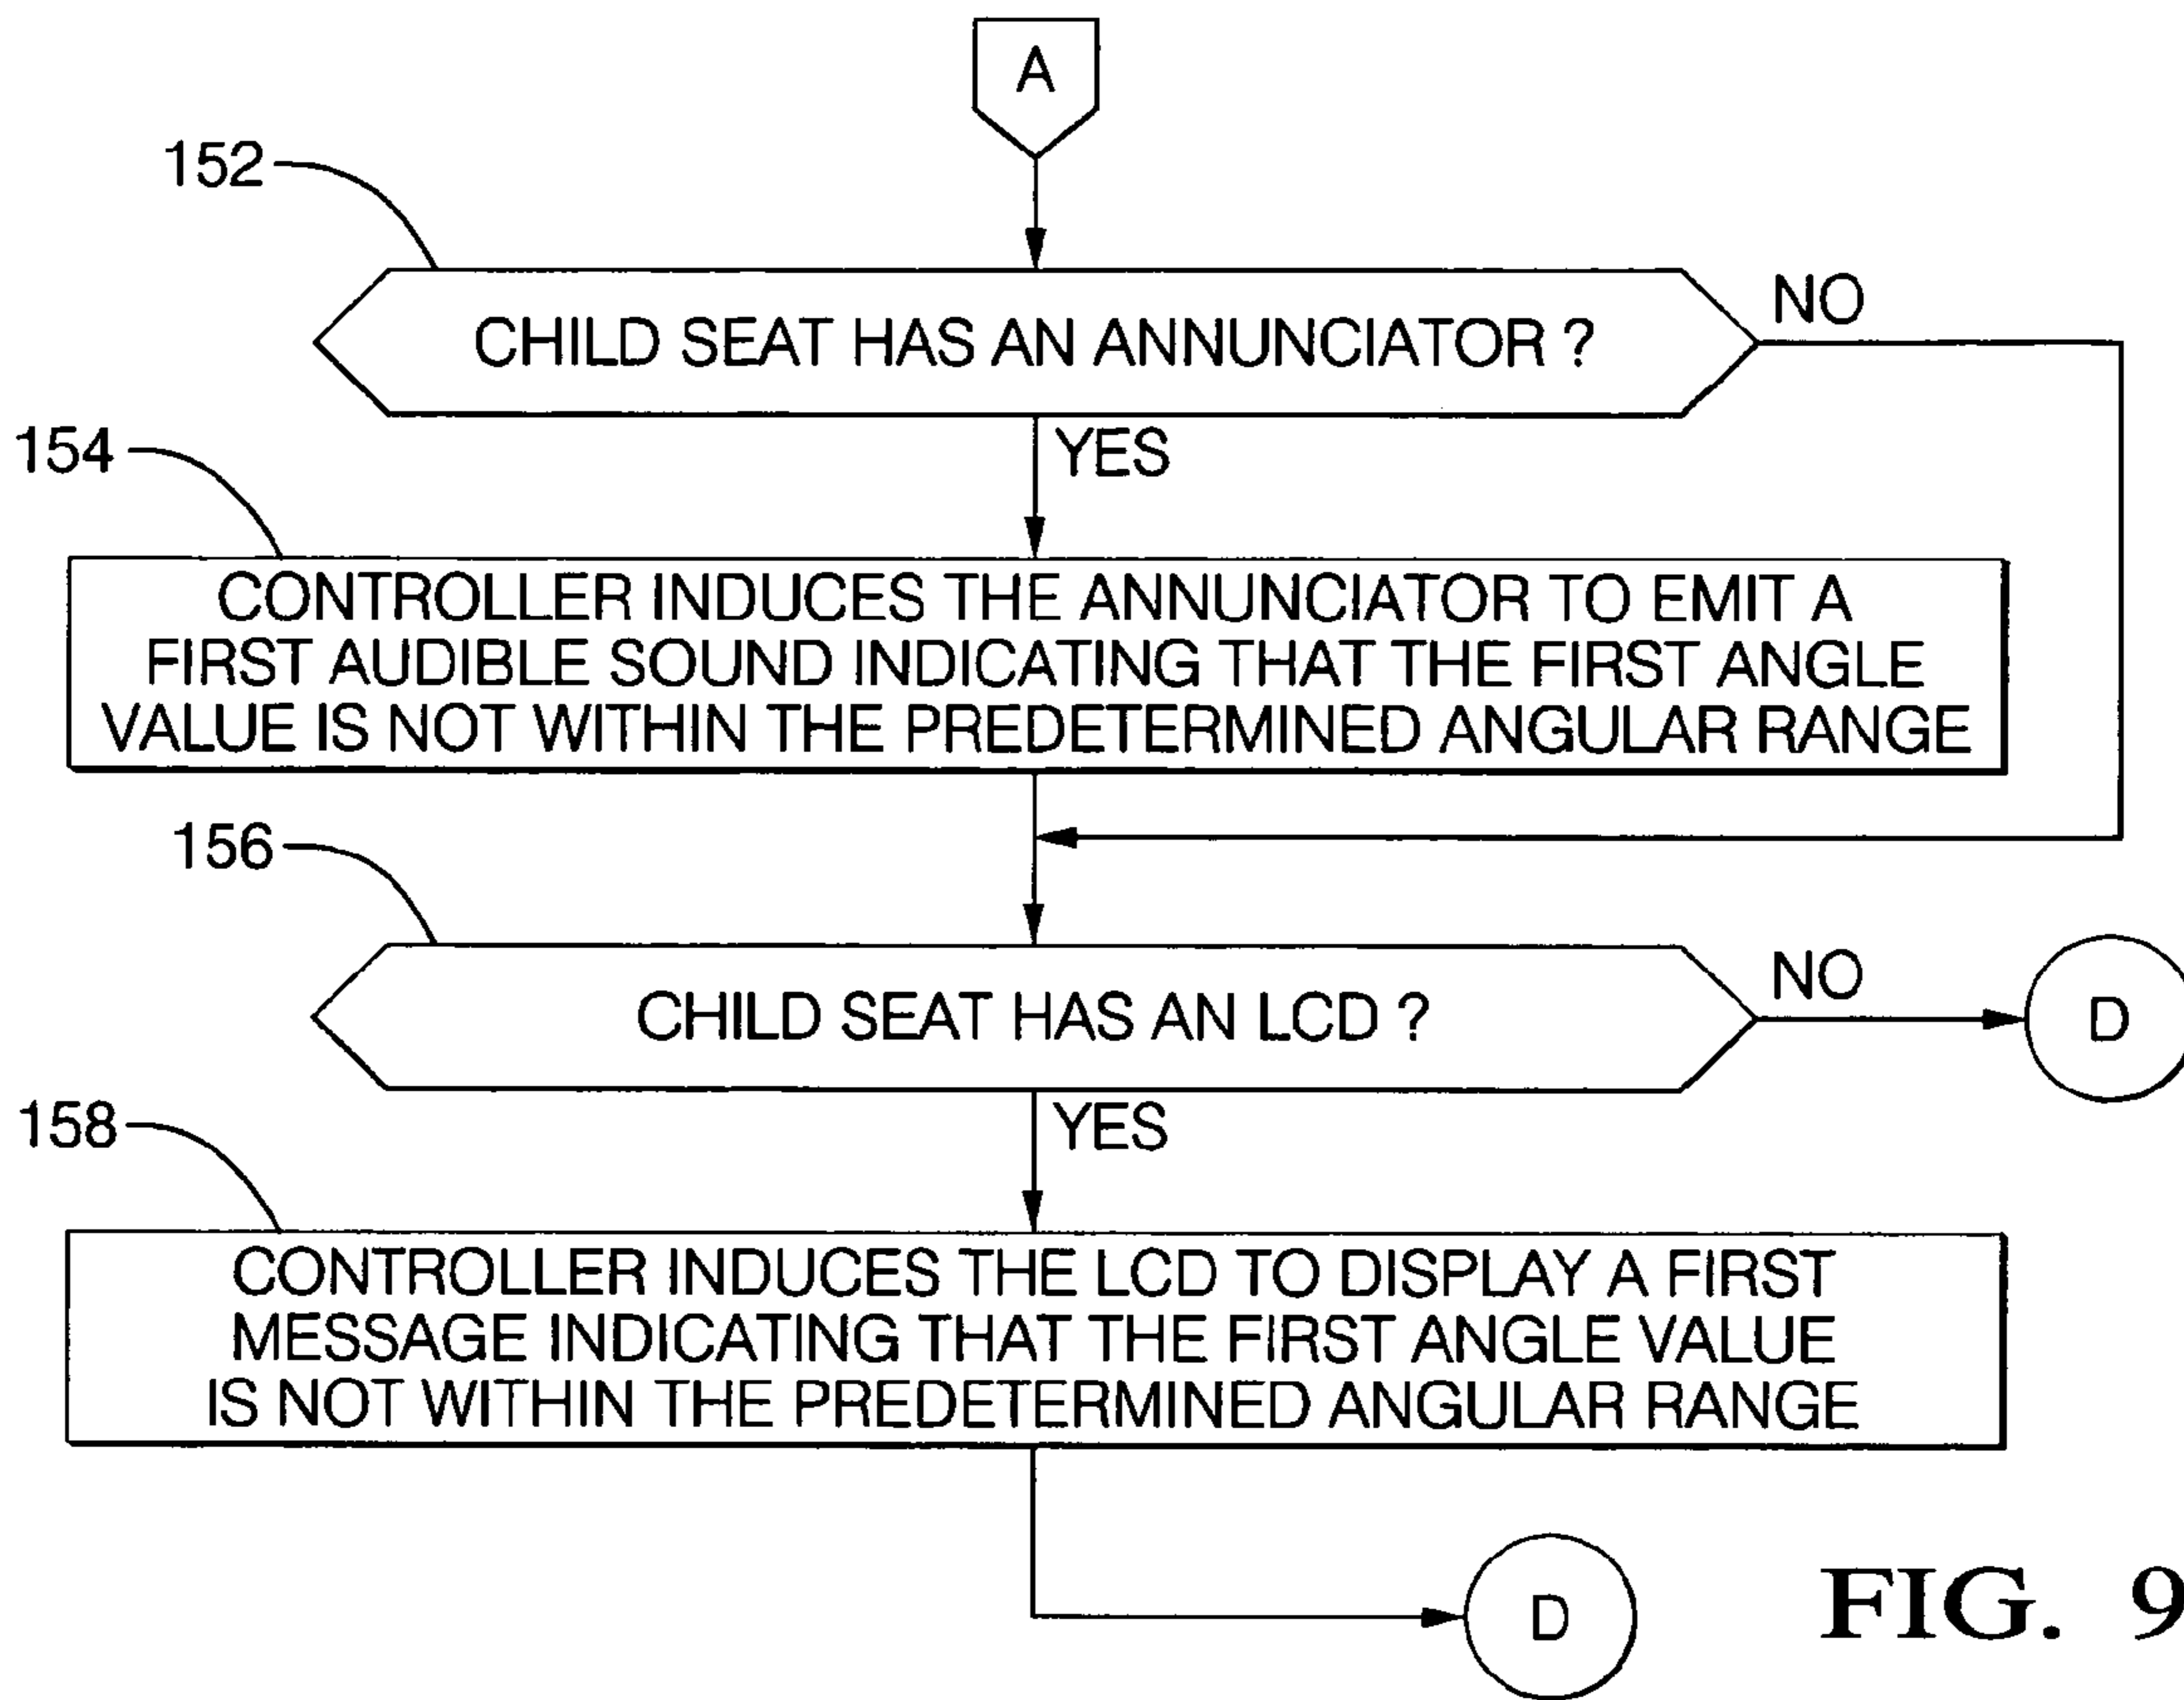 A
152
CHILD SEAT HAS AN ANNUNCIATOR ?
NO
154
YES
CONTROLLER INDUCES THE ANNUNCIATOR TO EMIT A
FIRST AUDIBLE SOUND INDICATING THAT THE FIRST ANGLE
VALUE IS NOT WITHIN THE PREDETERMINED ANGULAR RANGE
156
CHILD SEAT HAS AN LCD ?
NO
D
158
YES
CONTROLLER INDUCES THE LCD TO DISPLAY A FIRST
MESSAGE INDICATING THAT THE FIRST ANGLE VALUE
IS NOT WITHIN THE PREDETERMINED ANGULAR RANGE
D
FIG. 9